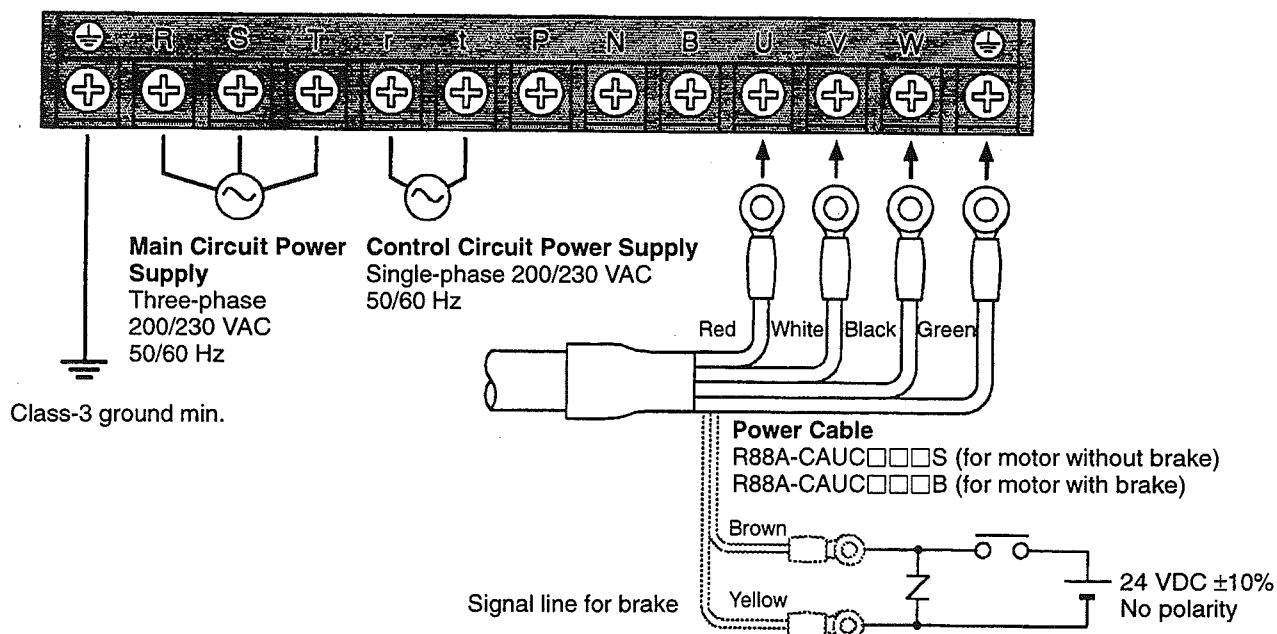 R S T r t P N B U V W
Main Circuit Power
Supply
Three-phase
200/230 VAC
50/60 Hz
Control Circuit Power Supply
Single-phase 200/230 VAC
50/60 Hz
Red White Black Green
Class-3 ground min.
Power Cable
R88A-CAUC□□□S (for motor without brake)
R88A-CAUC□□□B (for motor with brake)
Brown
24 VDC ±10%
No polarity
Signal line for brake
Yellow